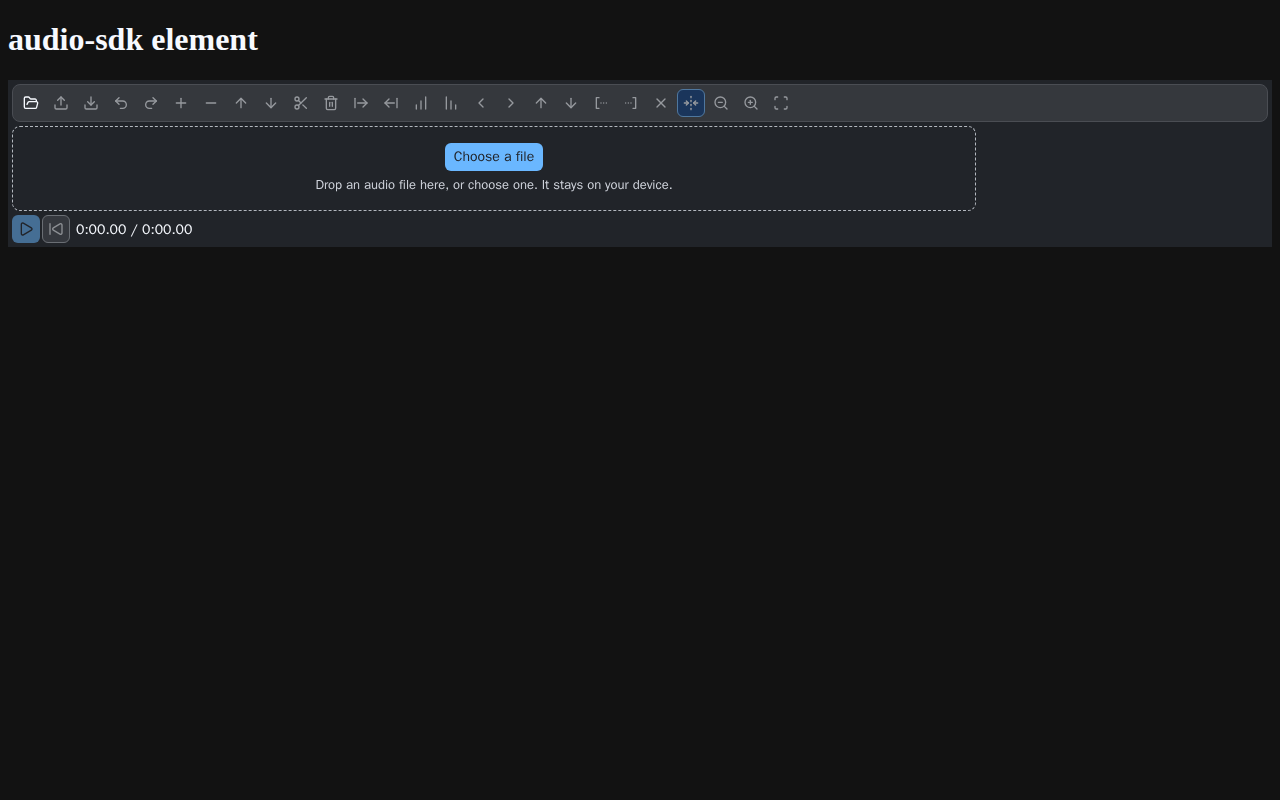 audio-sdk element
Choose a file
Drop an audio file here, or choose one. It stays on your device.
0:00.00 / 0:00.00